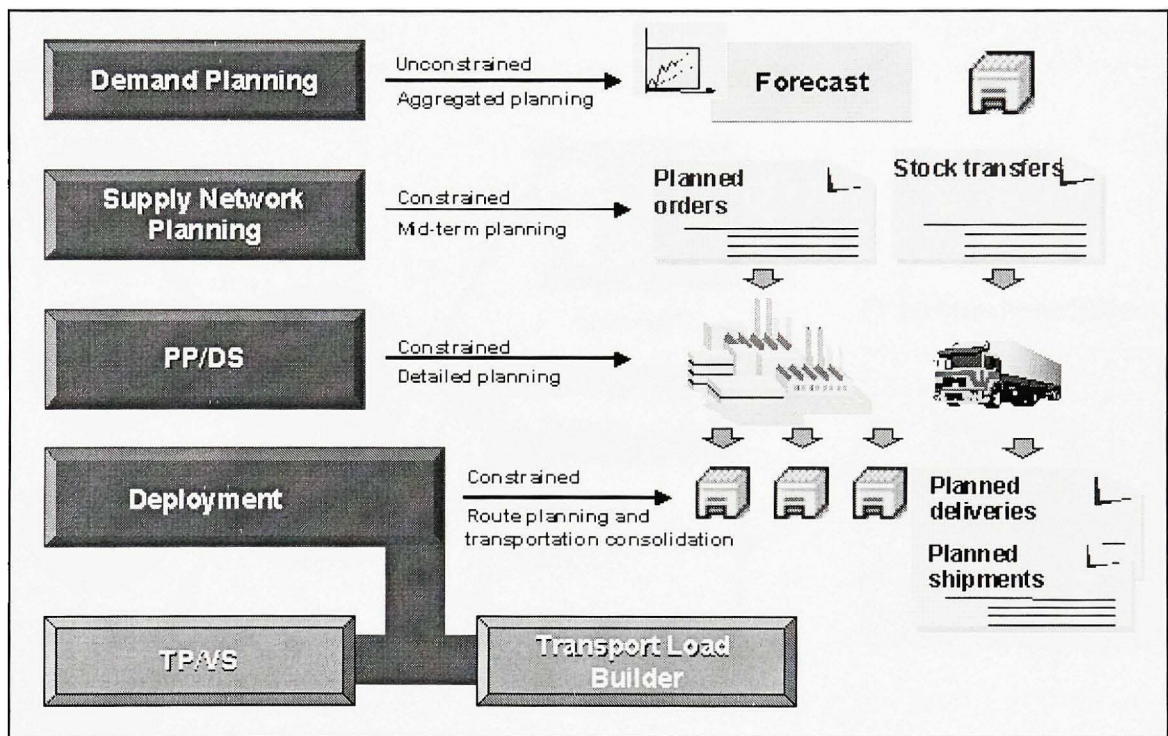 Demand Planning
Unconstrained
Aggregated planning
Forecast
Supply Network
Planning
Constrained
Mid-term planning
Planned
orders
Stock transfers
PP/DS
Constrained
Detailed planning
Deployment
Constrained
Route planning and
transportation consolidation
Planned
deliveries
Planned
shipments
TP/VS
Transport Load
Builder